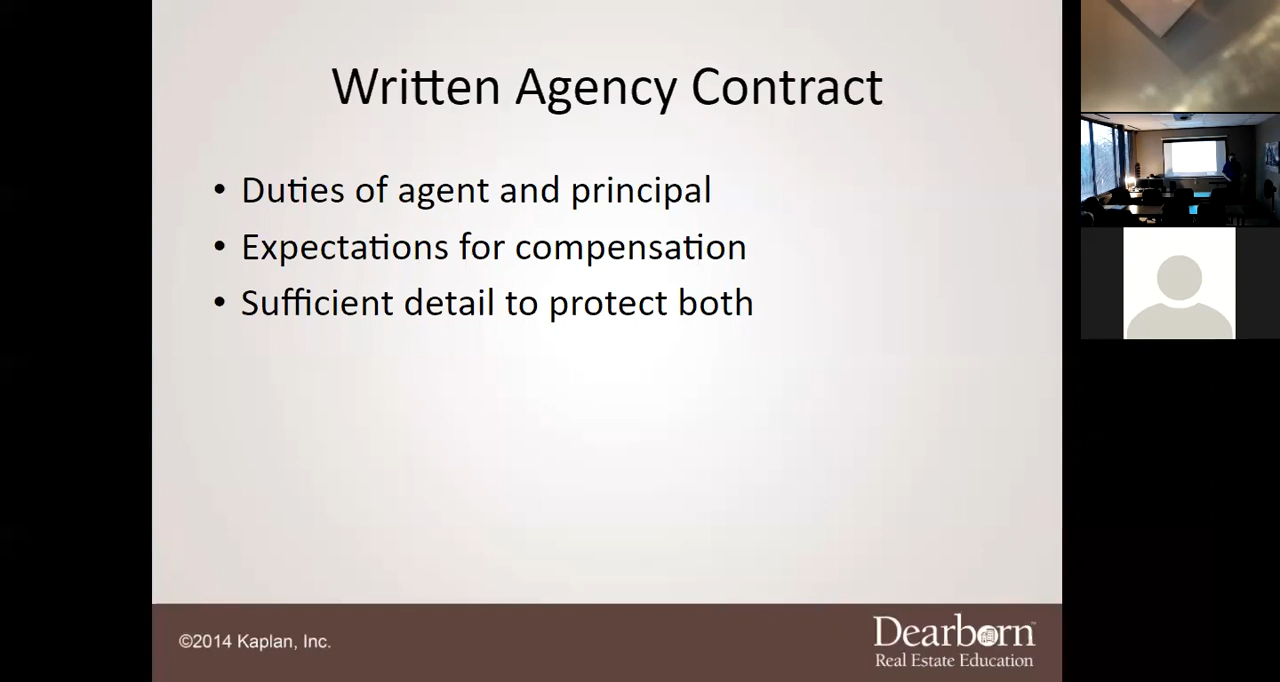 Written Agency Contract
• Duties of agent and principal
• Expectations for compensation
• Sufficient detail to protect both
©2014 Kaplan, Inc.
Dearborn™
Real Estate Education